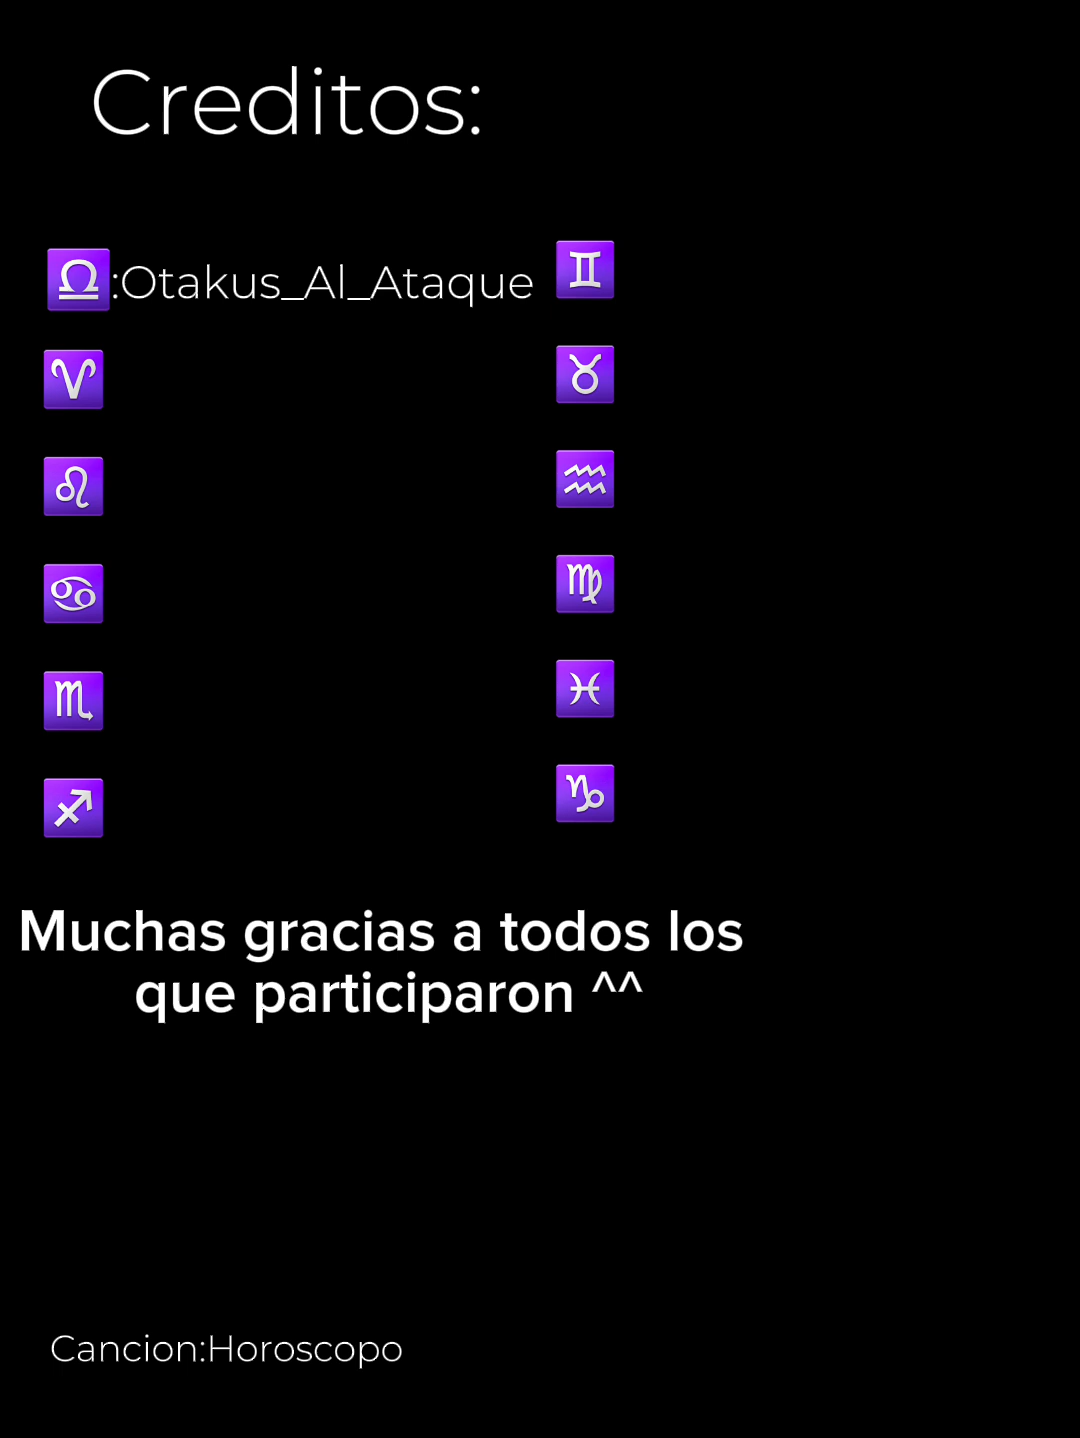 Creditos:
♎:Otakus_Al_Ataque
♊
♈
♉
♌
♒
♋
♍
♏
♓
♐
♑
Muchas gracias a todos los
que participaron ^^
Cancion:Horoscopo